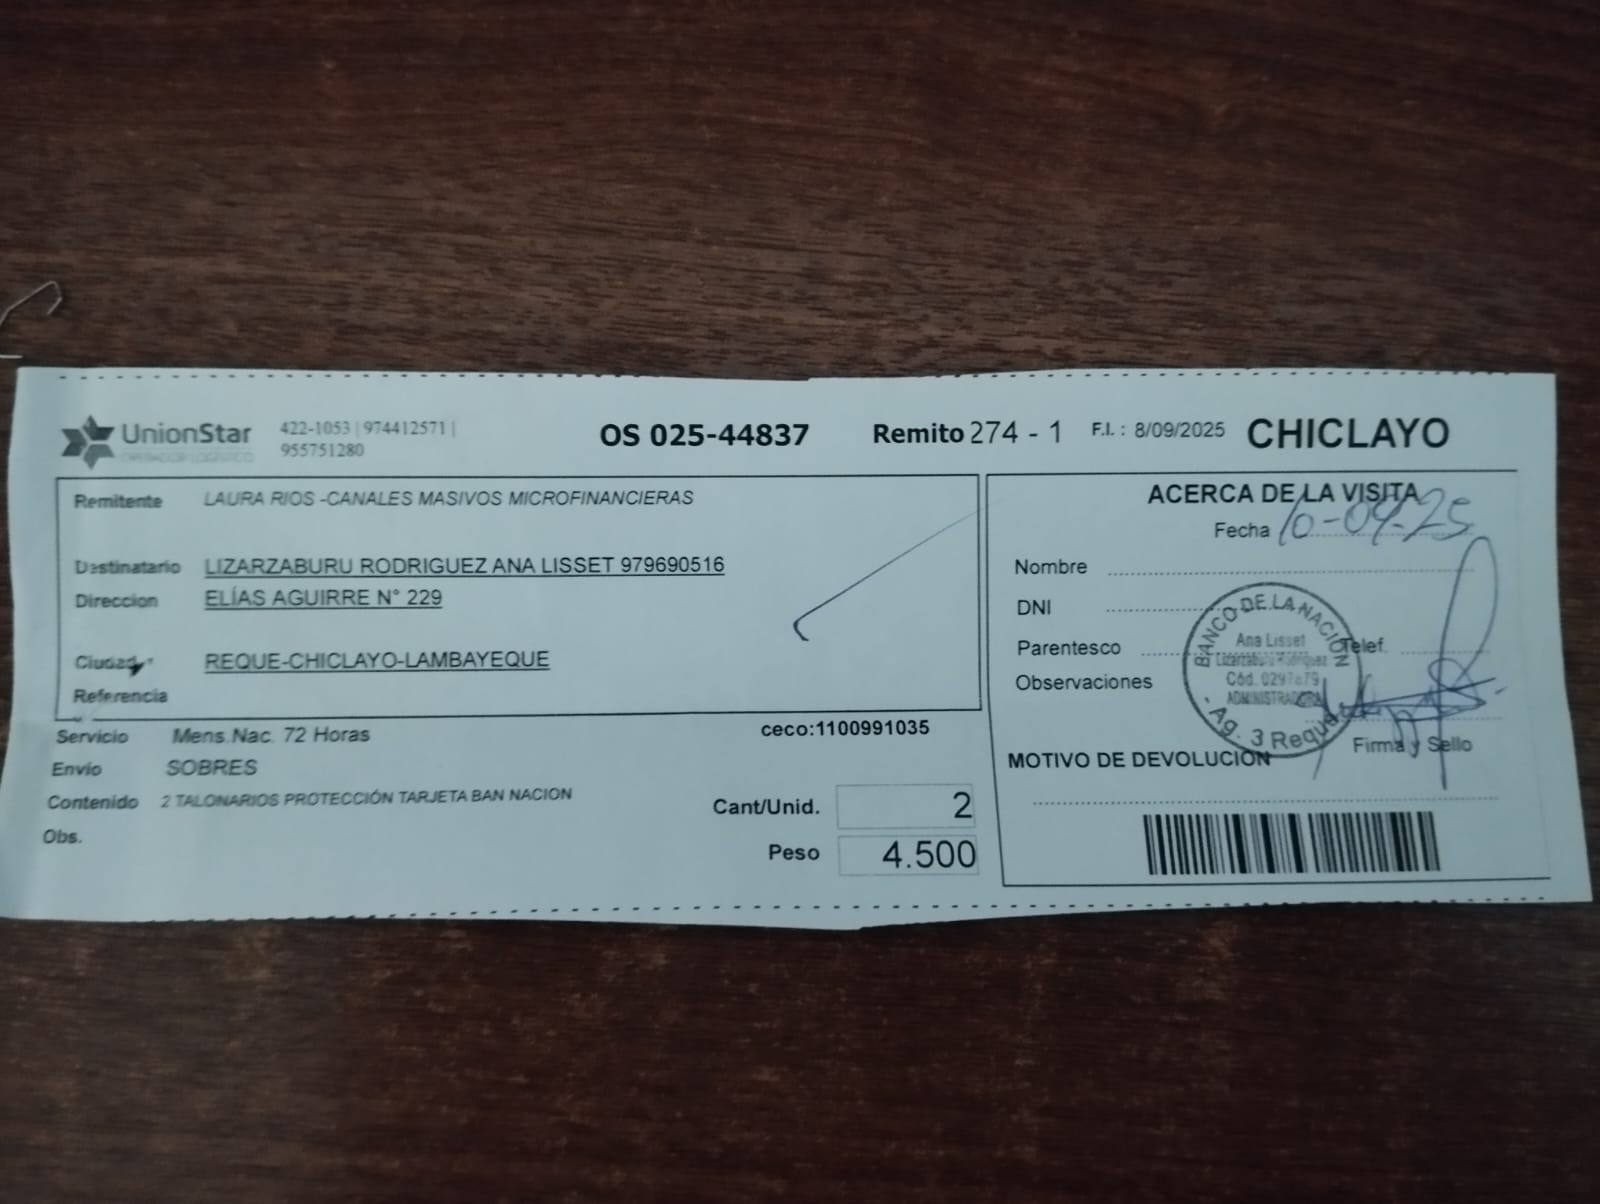 UnionStar
OPERADOR LOGÍSTICO
422-1053 | 974412571 |
955751280
OS 025-44837
Remito 274 - 1
F.I. : 8/09/2025
CHICLAYO
Remitente LAURA RIOS -CANALES MASIVOS MICROFINANCIERAS
Destinatario LIZARZABURU RODRIGUEZ ANA LISSET 979690516
Direccion ELÍAS AGUIRRE N° 229
Ciudad REQUE-CHICLAYO-LAMBAYEQUE
Referencia
Servicio Mens.Nac. 72 Horas
ceco:1100991035
Envio SOBRES
Contenido 2 TALONARIOS PROTECCIÓN TARJETA BAN NACION
Obs.
Cant/Unid. 2
Peso 4.500
ACERCA DE LA VISITA
Fecha 10-09-25
Nombre
DNI
Parentesco
Telef.
Observaciones
BANCO DE LA NACION
Ana Lisset
Lizarzaburu Rodriguez
Cód.
ADMINISTRADORA
- Ag. 3 Reque
Firma y Sello
MOTIVO DE DEVOLUCION